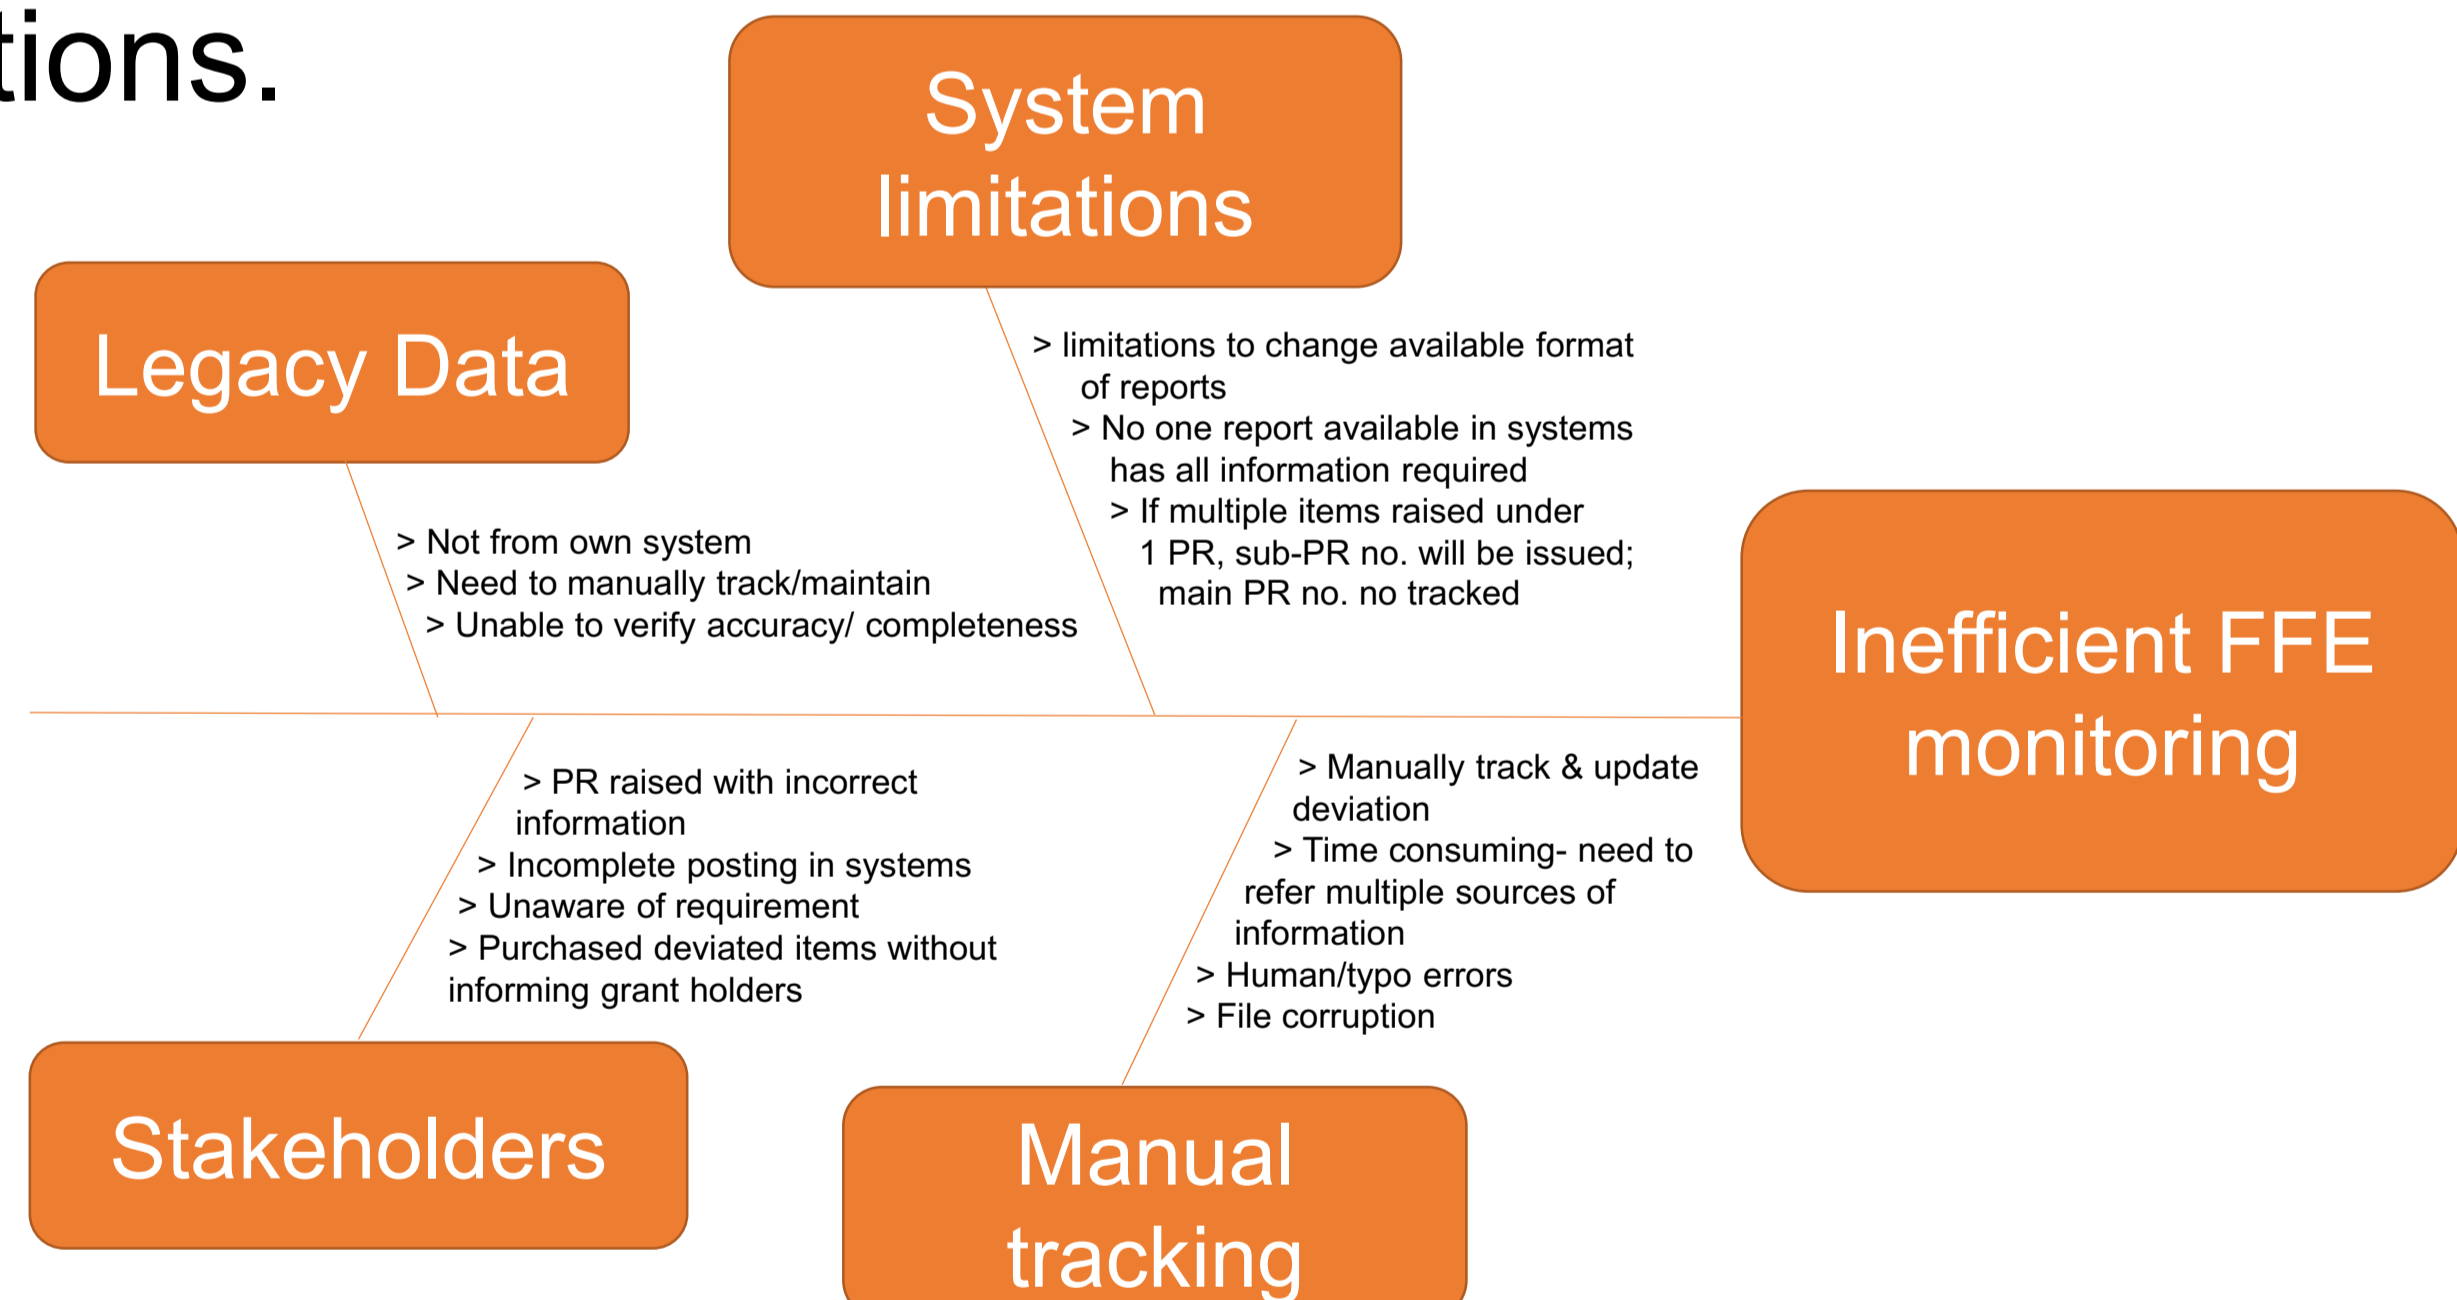 tions.
System
limitations
Legacy Data
> limitations to change available format
of reports
> No one report available in systems
has all information required
> If multiple items raised under
1 PR, sub-PR no. will be issued;
main PR no. no tracked
> Not from own system
> Need to manually track/maintain
> Unable to verify accuracy/ completeness
Inefficient FFE
monitoring
> PR raised with incorrect
information
> Incomplete posting in systems
> Unaware of requirement
> Purchased deviated items without
informing grant holders
> Manually track & update
deviation
> Time consuming- need to
refer multiple sources of
information
> Human/typo errors
> File corruption
Stakeholders
Manual
tracking